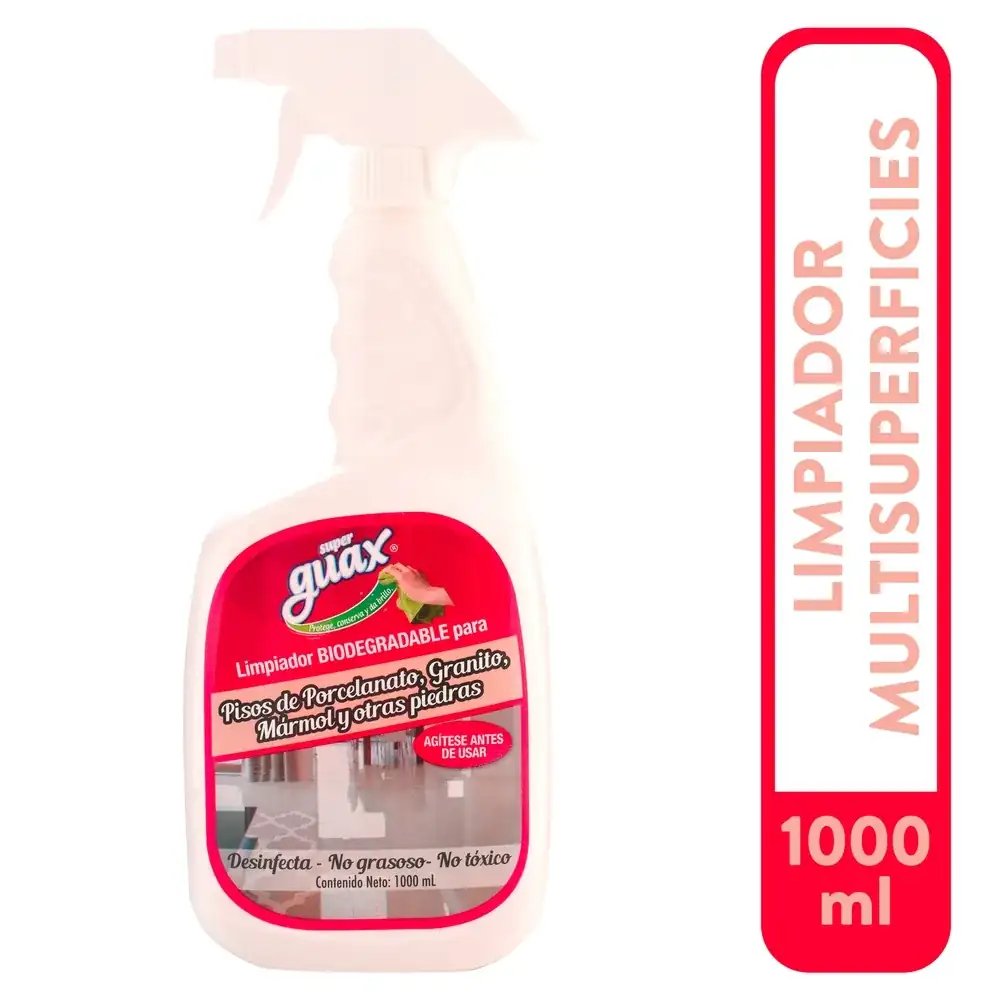 super
guax®
Protege, conserva y da brillo
Limpiador BIODEGRADABLE para
Pisos de Porcelanato, Granito,
Mármol y otras piedras
AGÍTESE ANTES
DE USAR
Desinfecta - No grasoso- No tóxico
Contenido Neto: 1000 mL
LIMPIADOR
MULTISUPERFICIES
1000
ml